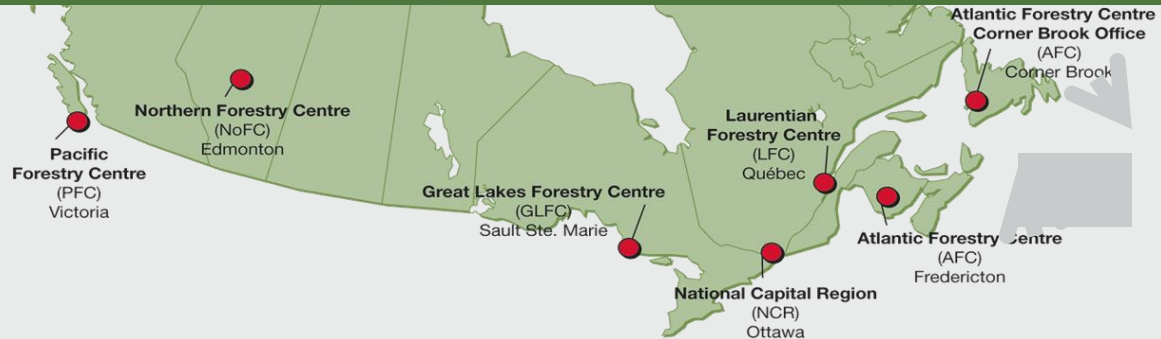 Atlantic Forestry Centre
Corner Brook Office
(AFC)
Corner Brook
Northern Forestry Centre
(NoFC)
Edmonton
Laurentian
Forestry Centre
(LFC)
Québec
Pacific
Forestry Centre
(PFC)
Victoria
Great Lakes Forestry Centre
(GLFC)
Sault Ste. Marie
Atlantic Forestry Centre
(AFC)
Fredericton
National Capital Region
(NCR)
Ottawa